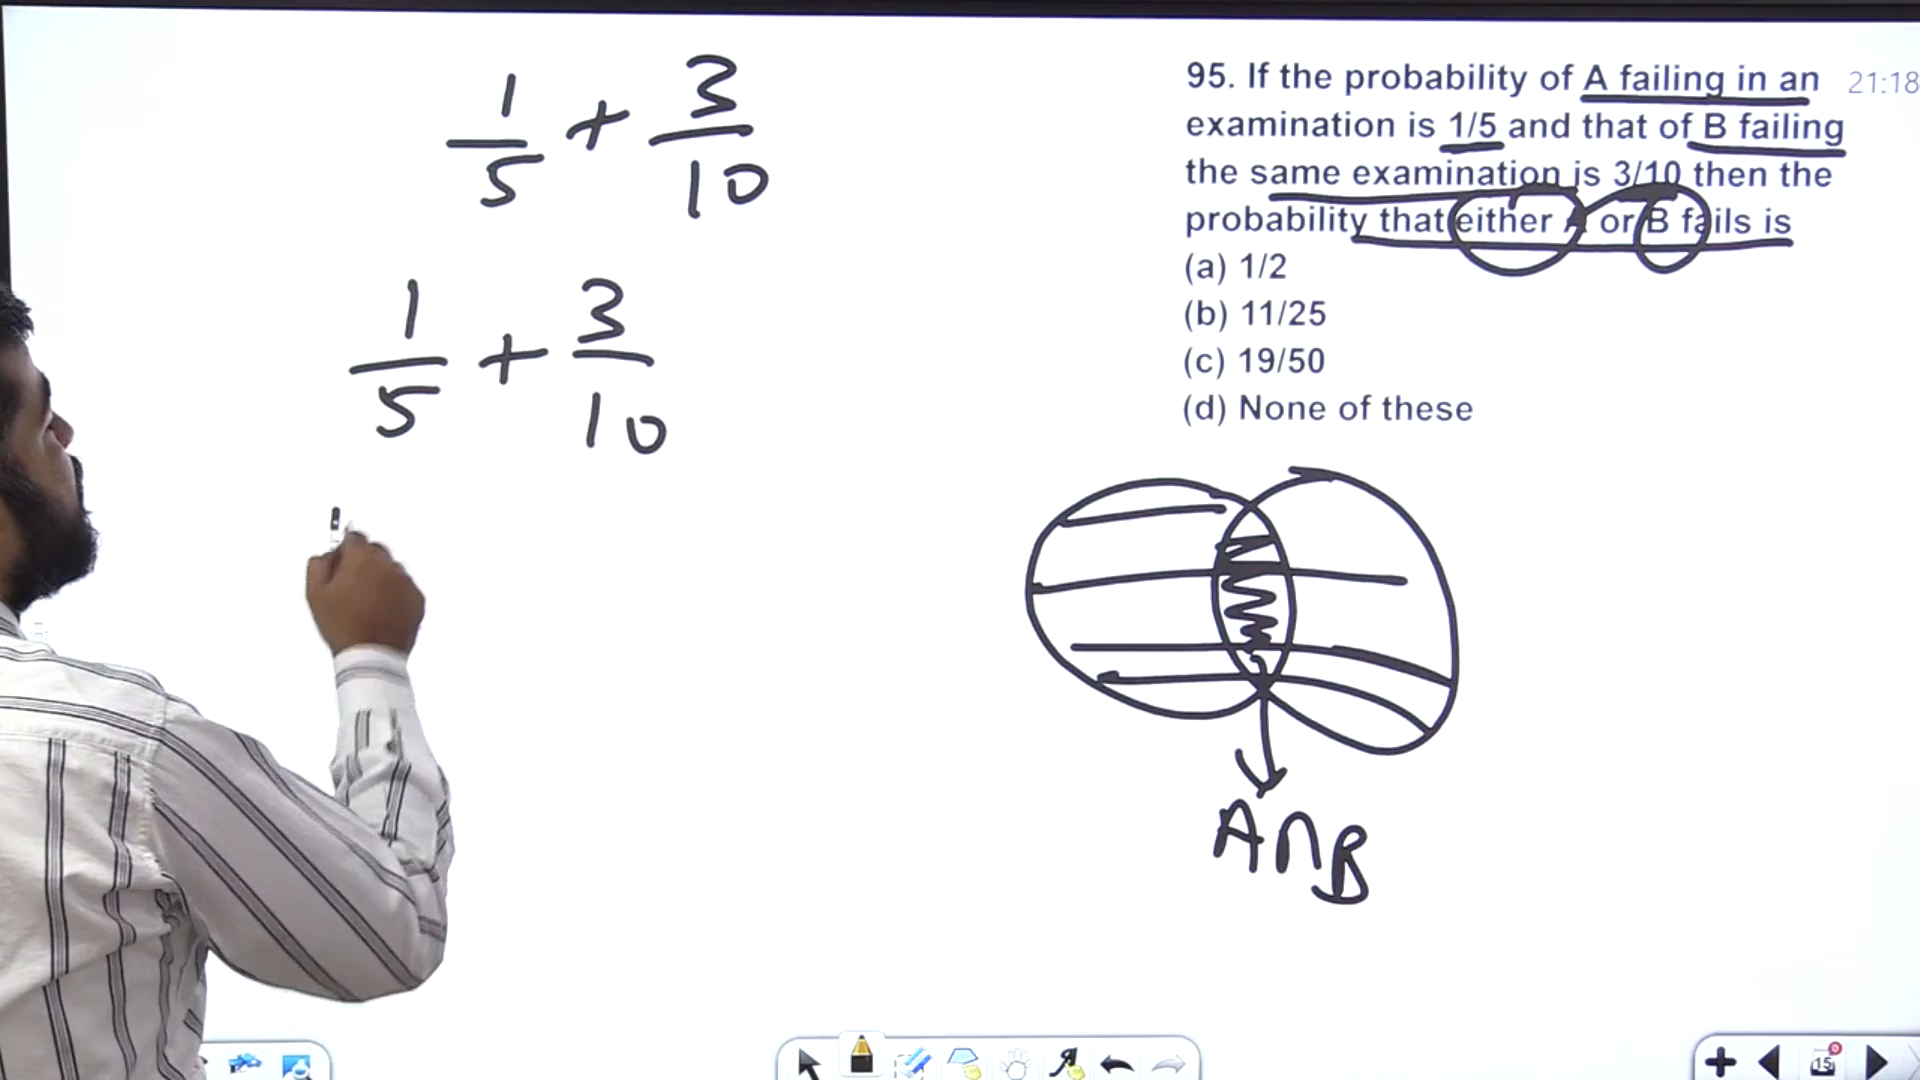 1/5 + 3/10
1/5 + 3/10
95. If the probability of A failing in an
examination is 1/5 and that of B failing
the same examination is 3/10 then the
probability that either A or B fails is
(a) 1/2
(b) 11/25
(c) 19/50
(d) None of these
21:18
A∩B
15
0